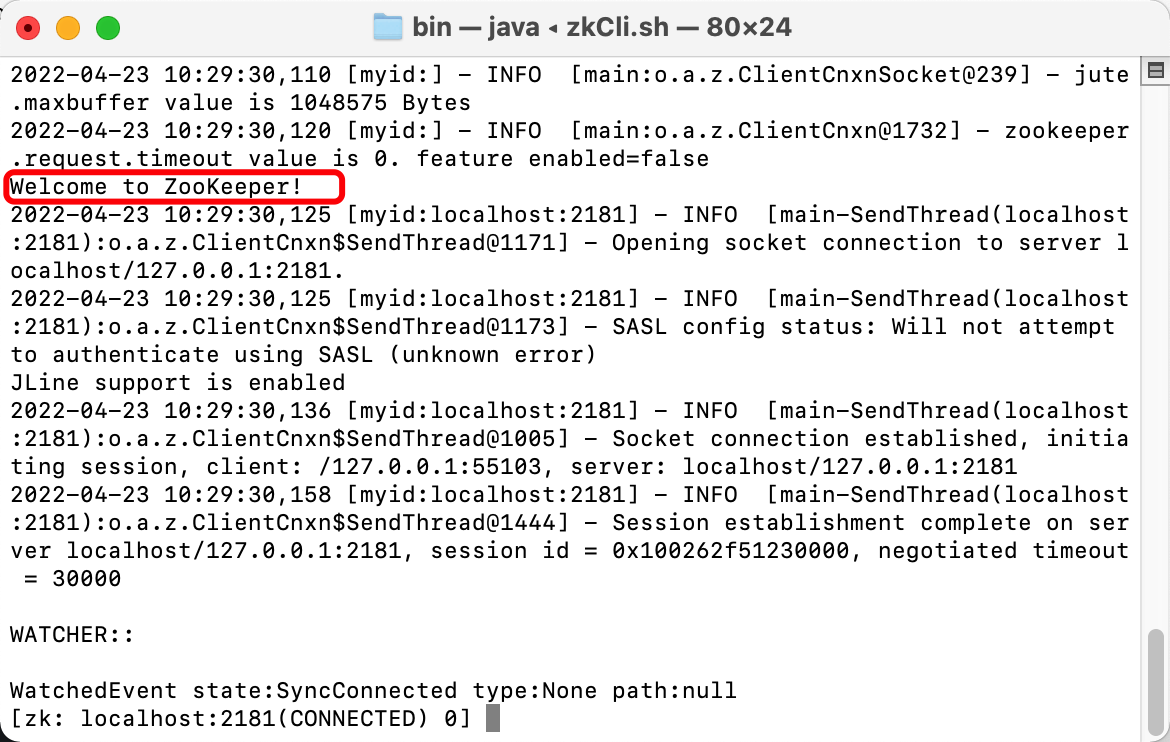 bin — java ◂ zkCli.sh — 80×24
2022-04-23 10:29:30,110 [myid:] - INFO  [main:o.a.z.ClientCnxnSocket@239] - jute
.maxbuffer value is 1048575 Bytes
2022-04-23 10:29:30,120 [myid:] - INFO  [main:o.a.z.ClientCnxn@1732] - zookeeper
.request.timeout value is 0. feature enabled=false
Welcome to ZooKeeper!
2022-04-23 10:29:30,125 [myid:localhost:2181] - INFO  [main-SendThread(localhost
:2181):o.a.z.ClientCnxn$SendThread@1171] - Opening socket connection to server l
ocalhost/127.0.0.1:2181.
2022-04-23 10:29:30,125 [myid:localhost:2181] - INFO  [main-SendThread(localhost
:2181):o.a.z.ClientCnxn$SendThread@1173] - SASL config status: Will not attempt
to authenticate using SASL (unknown error)
JLine support is enabled
2022-04-23 10:29:30,136 [myid:localhost:2181] - INFO  [main-SendThread(localhost
:2181):o.a.z.ClientCnxn$SendThread@1005] - Socket connection established, initia
ting session, client: /127.0.0.1:55103, server: localhost/127.0.0.1:2181
2022-04-23 10:29:30,158 [myid:localhost:2181] - INFO  [main-SendThread(localhost
:2181):o.a.z.ClientCnxn$SendThread@1444] - Session establishment complete on ser
ver localhost/127.0.0.1:2181, session id = 0x100262f51230000, negotiated timeout
 = 30000
WATCHER::
WatchedEvent state:SyncConnected type:None path:null
[zk: localhost:2181(CONNECTED) 0]